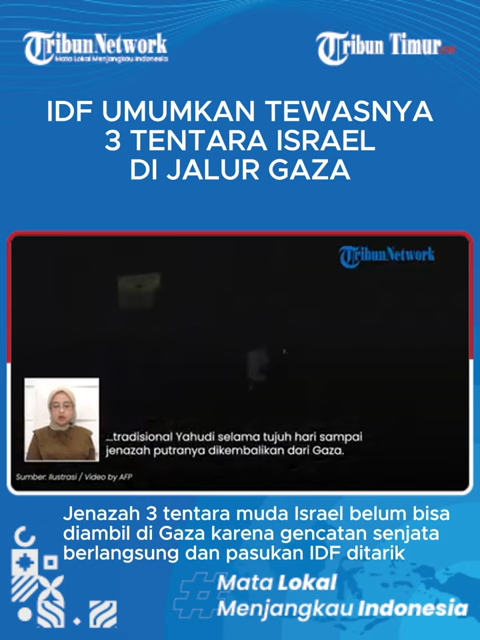 TribunNetwork
Mata Lokal Menjangkau Indonesia
Tribun Timur.com
IDF UMUMKAN TEWASNYA
3 TENTARA ISRAEL
DI JALUR GAZA
TribunNetwork
...tradisional Yahudi selama tujuh hari sampai
jenazah putranya dikembalikan dari Gaza.
Sumber: Ilustrasi / Video by AFP
Jenazah 3 tentara muda Israel belum bisa
diambil di Gaza karena gencatan senjata
berlangsung dan pasukan IDF ditarik
#Mata Lokal
Menjangkau Indonesia